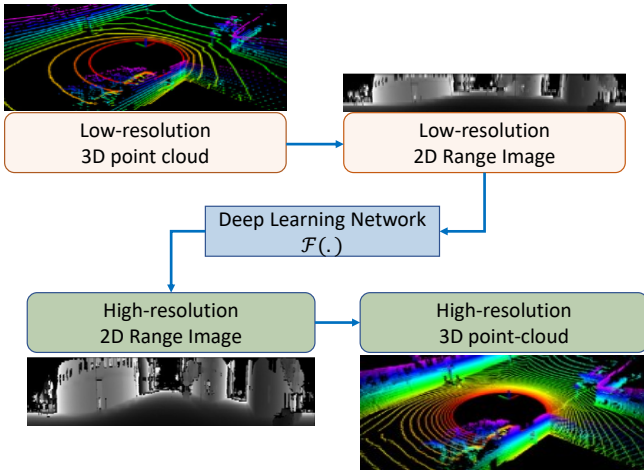 Low-resolution
3D point cloud
Low-resolution
2D Range Image
Deep Learning Network
ℱ(.)
High-resolution
2D Range Image
High-resolution
3D point-cloud